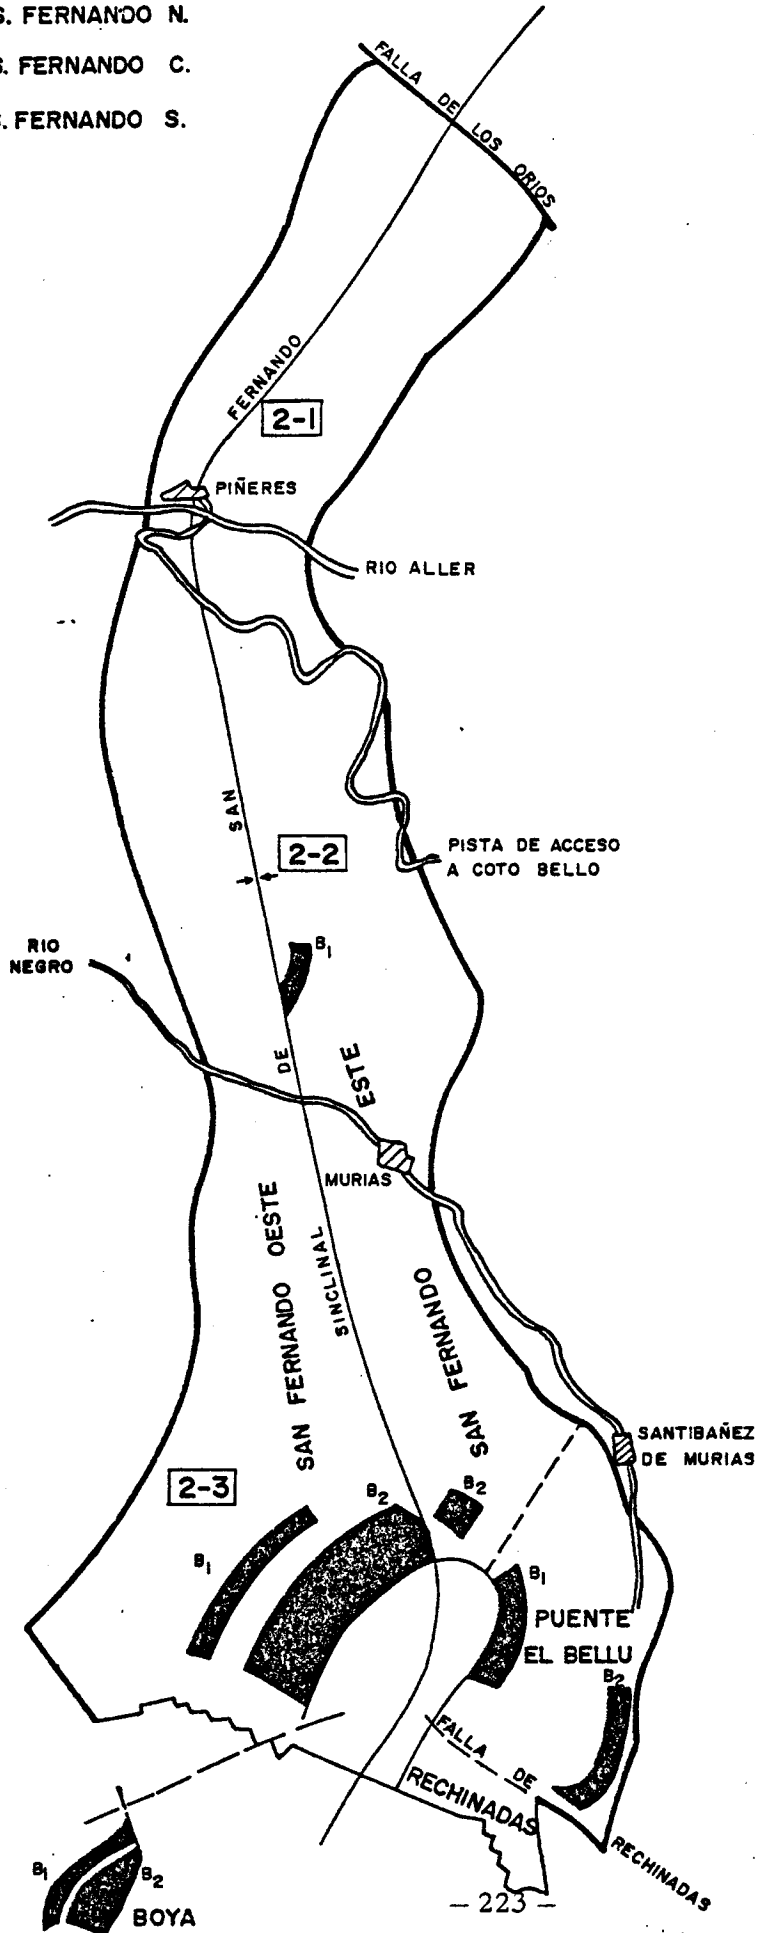 S. FERNANDO N.
S. FERNANDO C.
S. FERNANDO S.
FALLA DE LOS ORIOS
FERNANDO
2-1
PIÑERES
RIO ALLER
SAN
2-2
PISTA DE ACCESO
A COTO BELLO
B1
RIO
NEGRO
DE
ESTE
MURIAS
SAN FERNANDO OESTE
SINCLINAL
SAN FERNANDO
SANTIBAÑEZ
DE MURIAS
2-3
B2
B2
B1
B1
PUENTE
EL BELLU
B2
FALLA DE
RECHINADAS
RECHINADAS
B1
B2
BOYA
– 223 –